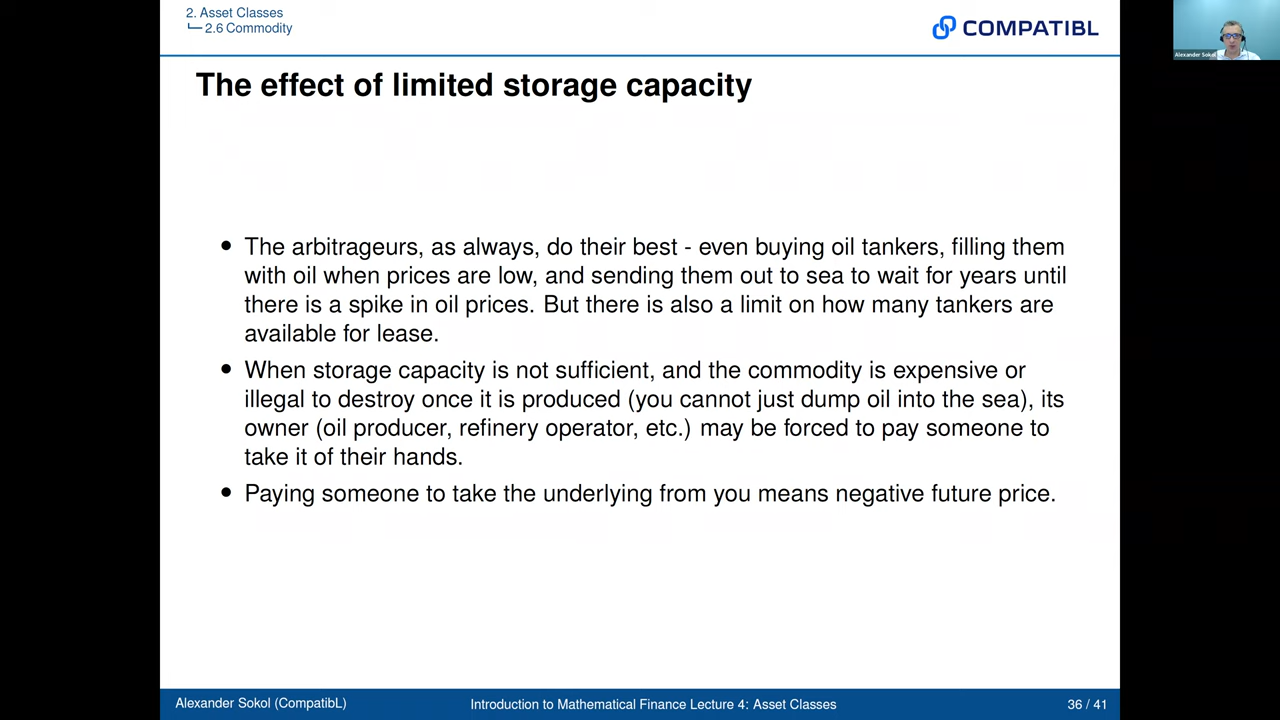 2. Asset Classes
2.6 Commodity
COMPATIBL
Alexander Sokol
The effect of limited storage capacity
• The arbitrageurs, as always, do their best - even buying oil tankers, filling them
with oil when prices are low, and sending them out to sea to wait for years until
there is a spike in oil prices. But there is also a limit on how many tankers are
available for lease.
• When storage capacity is not sufficient, and the commodity is expensive or
illegal to destroy once it is produced (you cannot just dump oil into the sea), its
owner (oil producer, refinery operator, etc.) may be forced to pay someone to
take it of their hands.
• Paying someone to take the underlying from you means negative future price.
Alexander Sokol (CompatibL)
Introduction to Mathematical Finance Lecture 4: Asset Classes
36 / 41